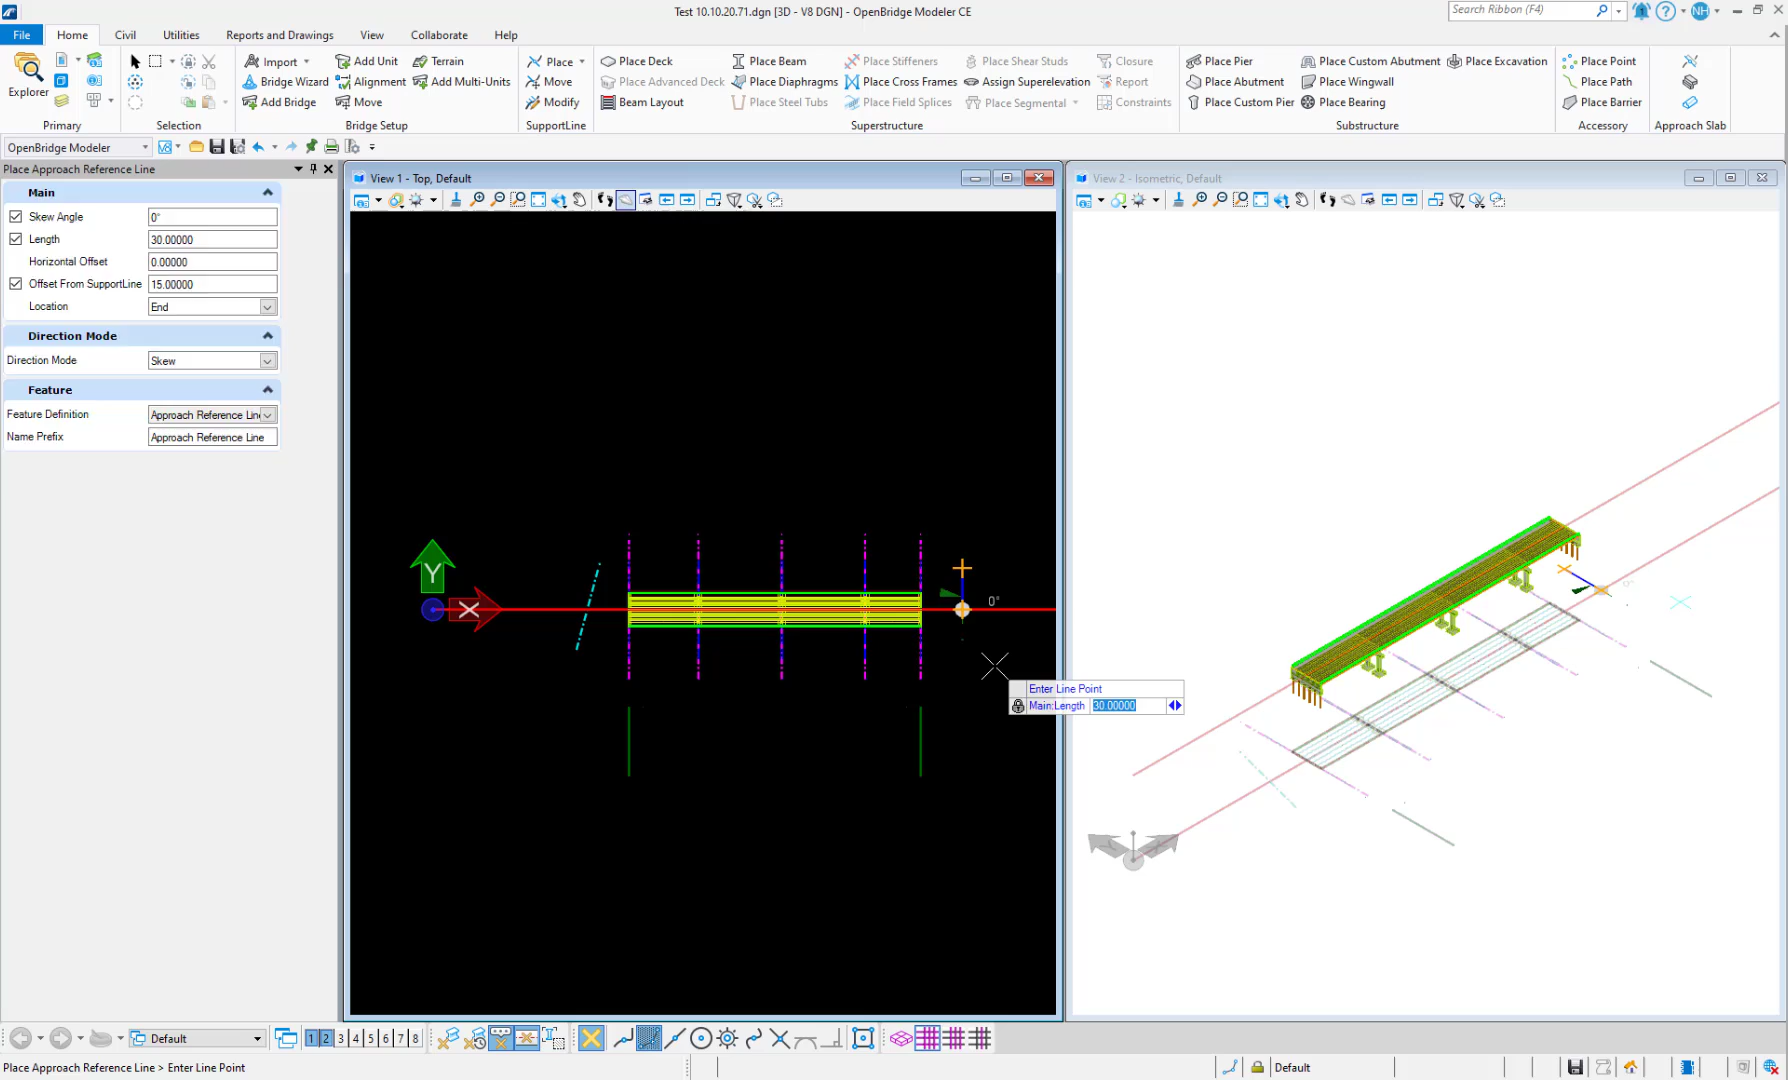 Test 10.10.20.71.dgn [3D - V8 DGN] - OpenBridge Modeler CE
Search Ribbon (F4)
NH
File
Home
Civil
Utilities
Reports and Drawings
View
Collaborate
Help
Explorer
Primary
Selection
Import
Add Unit
Terrain
Bridge Wizard
Alignment
Add Multi-Units
Add Bridge
Move
Bridge Setup
Place
Move
Modify
SupportLine
Place Deck
Place Beam
Place Stiffeners
Place Shear Studs
Closure
Place Advanced Deck
Place Diaphragms
Place Cross Frames
Assign Superelevation
Report
Beam Layout
Place Steel Tubs
Place Field Splices
Place Segmental
Constraints
Superstructure
Place Pier
Place Custom Abutment
Place Excavation
Place Abutment
Place Wingwall
Place Custom Pier
Place Bearing
Substructure
Place Point
Place Path
Place Barrier
Accessory
Approach Slab
OpenBridge Modeler
Place Approach Reference Line
Main
Skew Angle 0°
Length 30.00000
Horizontal Offset 0.00000
Offset From SupportLine 15.00000
Location End
Direction Mode
Direction Mode Skew
Feature
Feature Definition Approach Reference Lin
Name Prefix Approach Reference Line
View 1 - Top, Default
Y
X
0°
Enter Line Point
Main:Length 30.00000
View 2 - Isometric, Default
Default
1 2 3 4 5 6 7 8
Place Approach Reference Line > Enter Line Point
Default